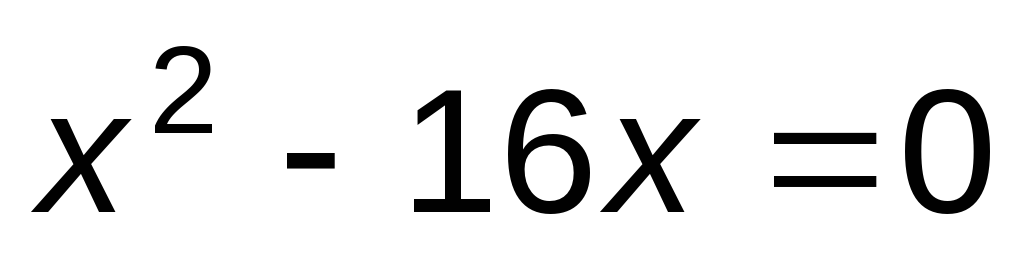 x² - 16x = 0